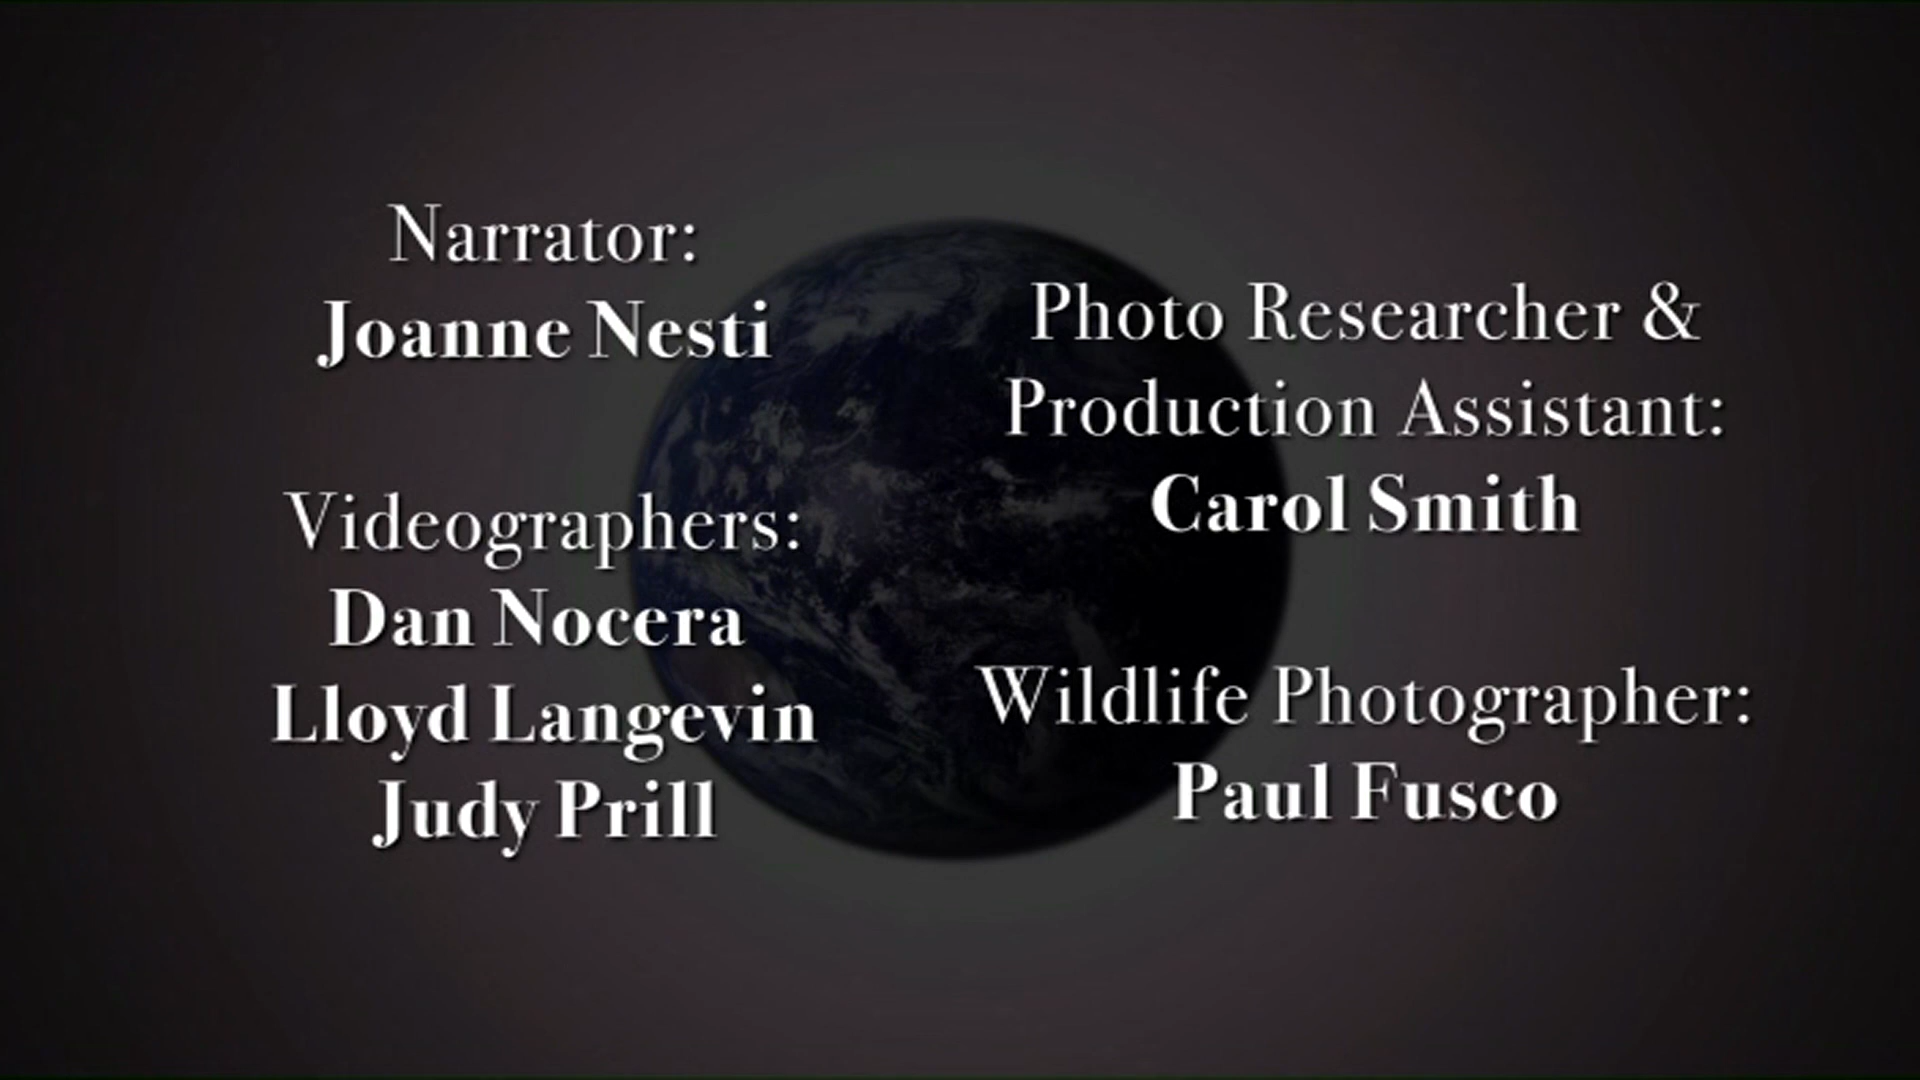 Narrator:
Joanne Nesti
Videographers:
Dan Nocera
Lloyd Langevin
Judy Prill
Photo Researcher &
Production Assistant:
Carol Smith
Wildlife Photographer:
Paul Fusco